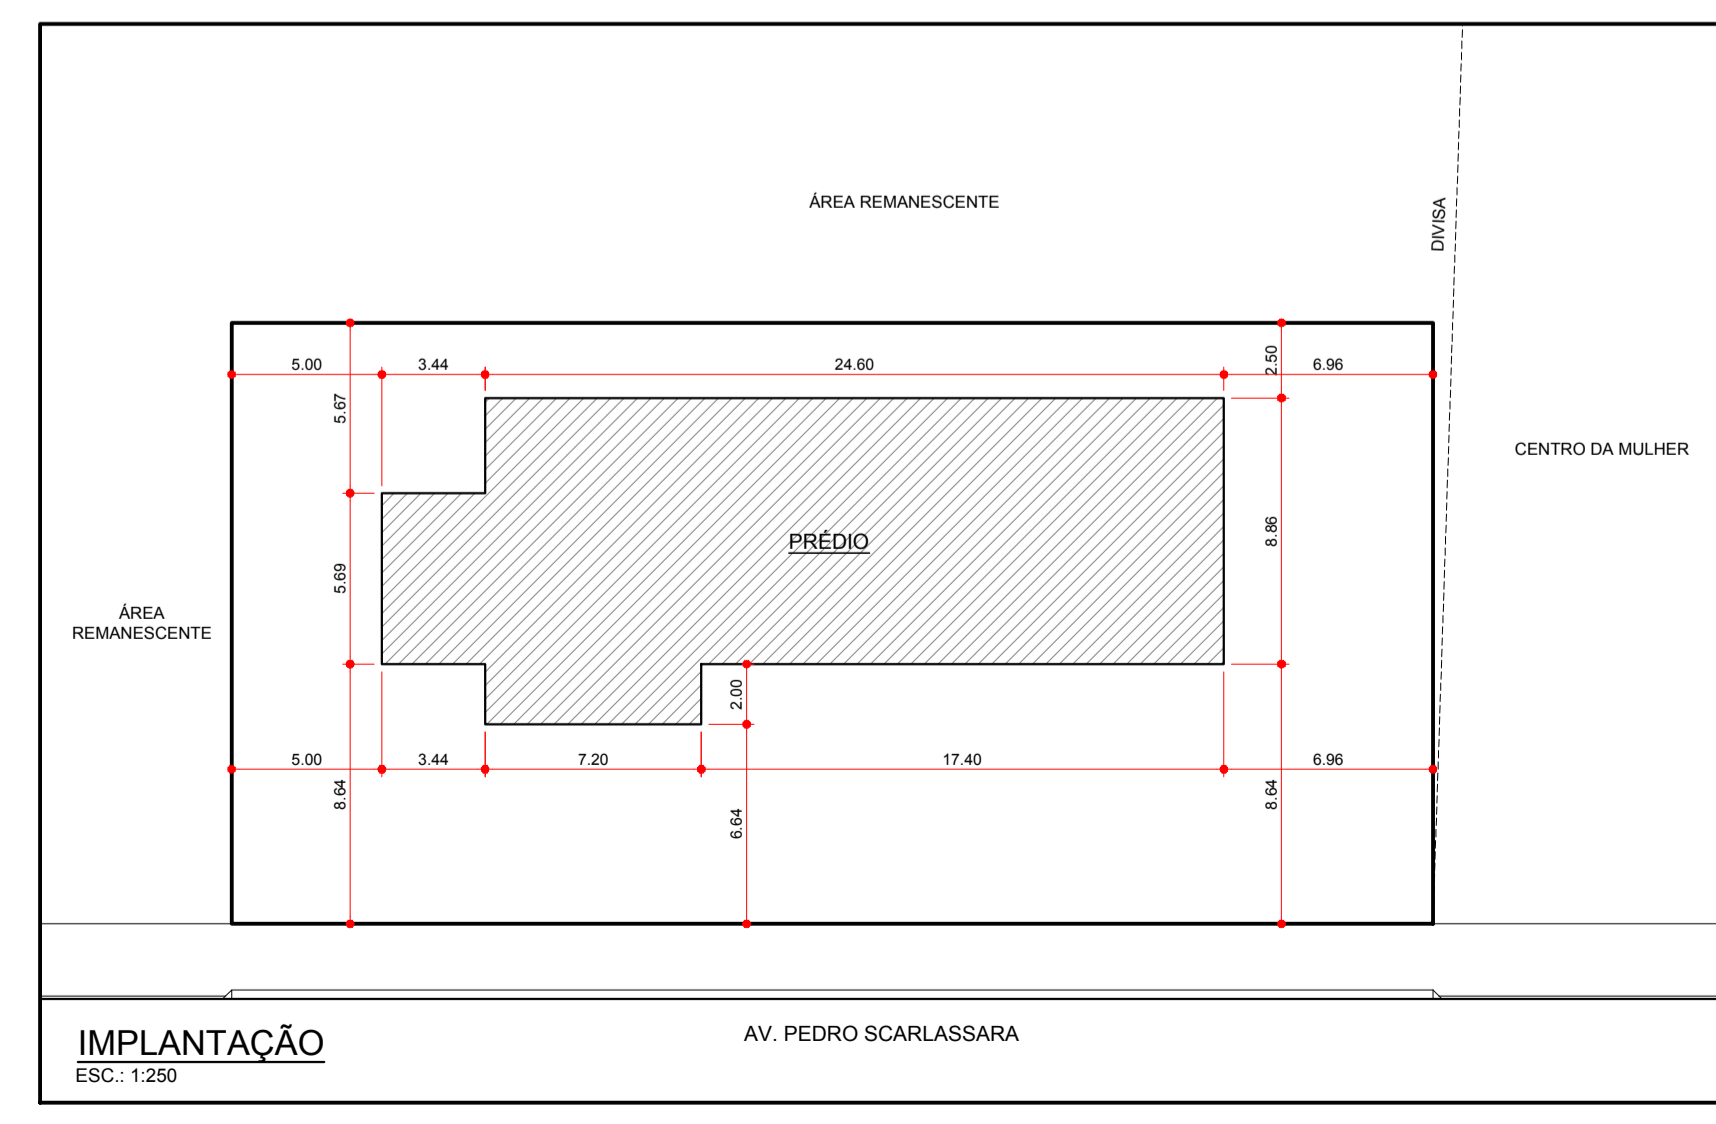 ÁREA REMANESCENTE
DIVISA
5.00
3.44
24.60
2.50
6.96
5.67
CENTRO DA MULHER
PRÉDIO
8.86
5.69
ÁREA
REMANESCENTE
2.00
5.00
3.44
7.20
17.40
6.96
8.64
6.64
8.64
AV. PEDRO SCARLASSARA
IMPLANTAÇÃO
ESC.: 1:250